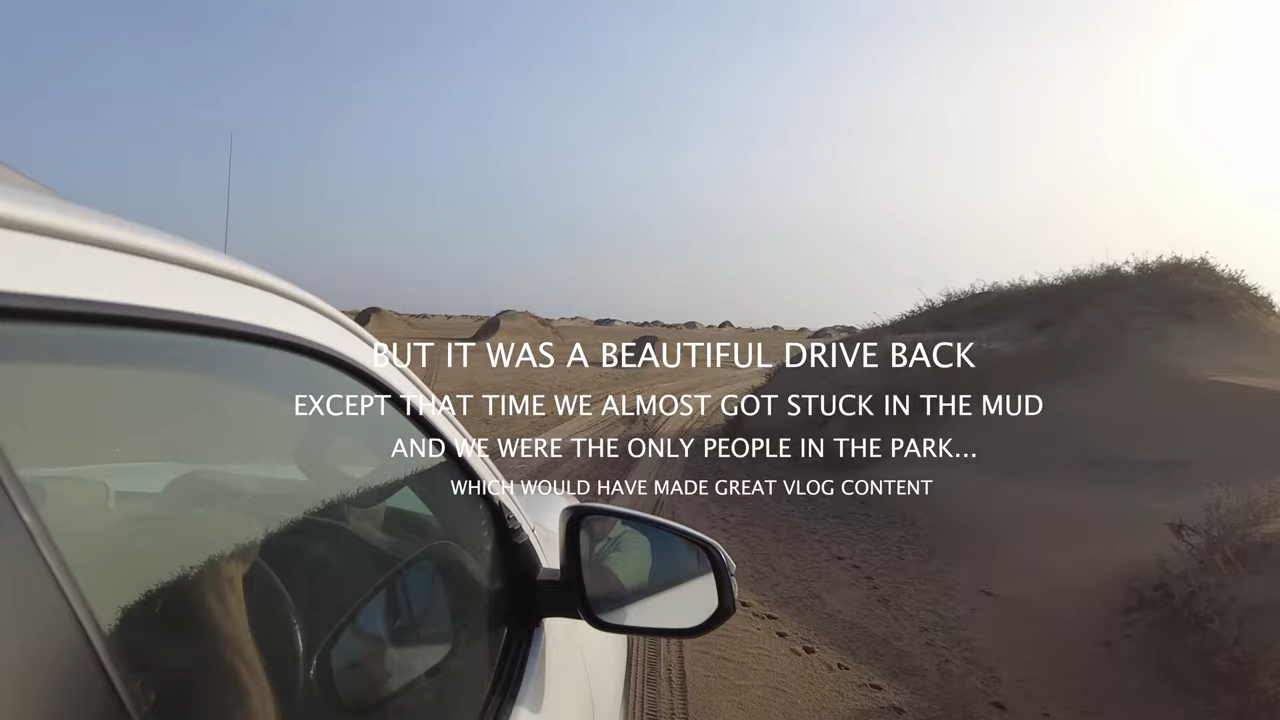 BUT IT WAS A BEAUTIFUL DRIVE BACK
EXCEPT THAT TIME WE ALMOST GOT STUCK IN THE MUD
AND WE WERE THE ONLY PEOPLE IN THE PARK...
WHICH WOULD HAVE MADE GREAT VLOG CONTENT